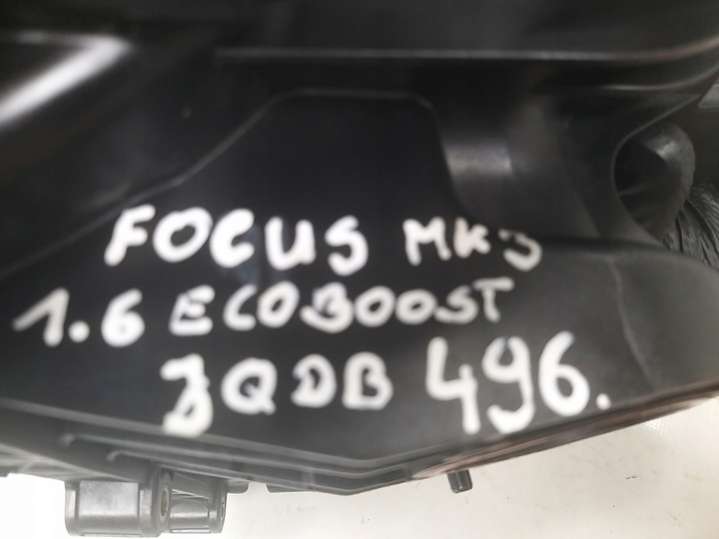 FOCUS MK3
1.6 ECOBOOST
JQDB 496.